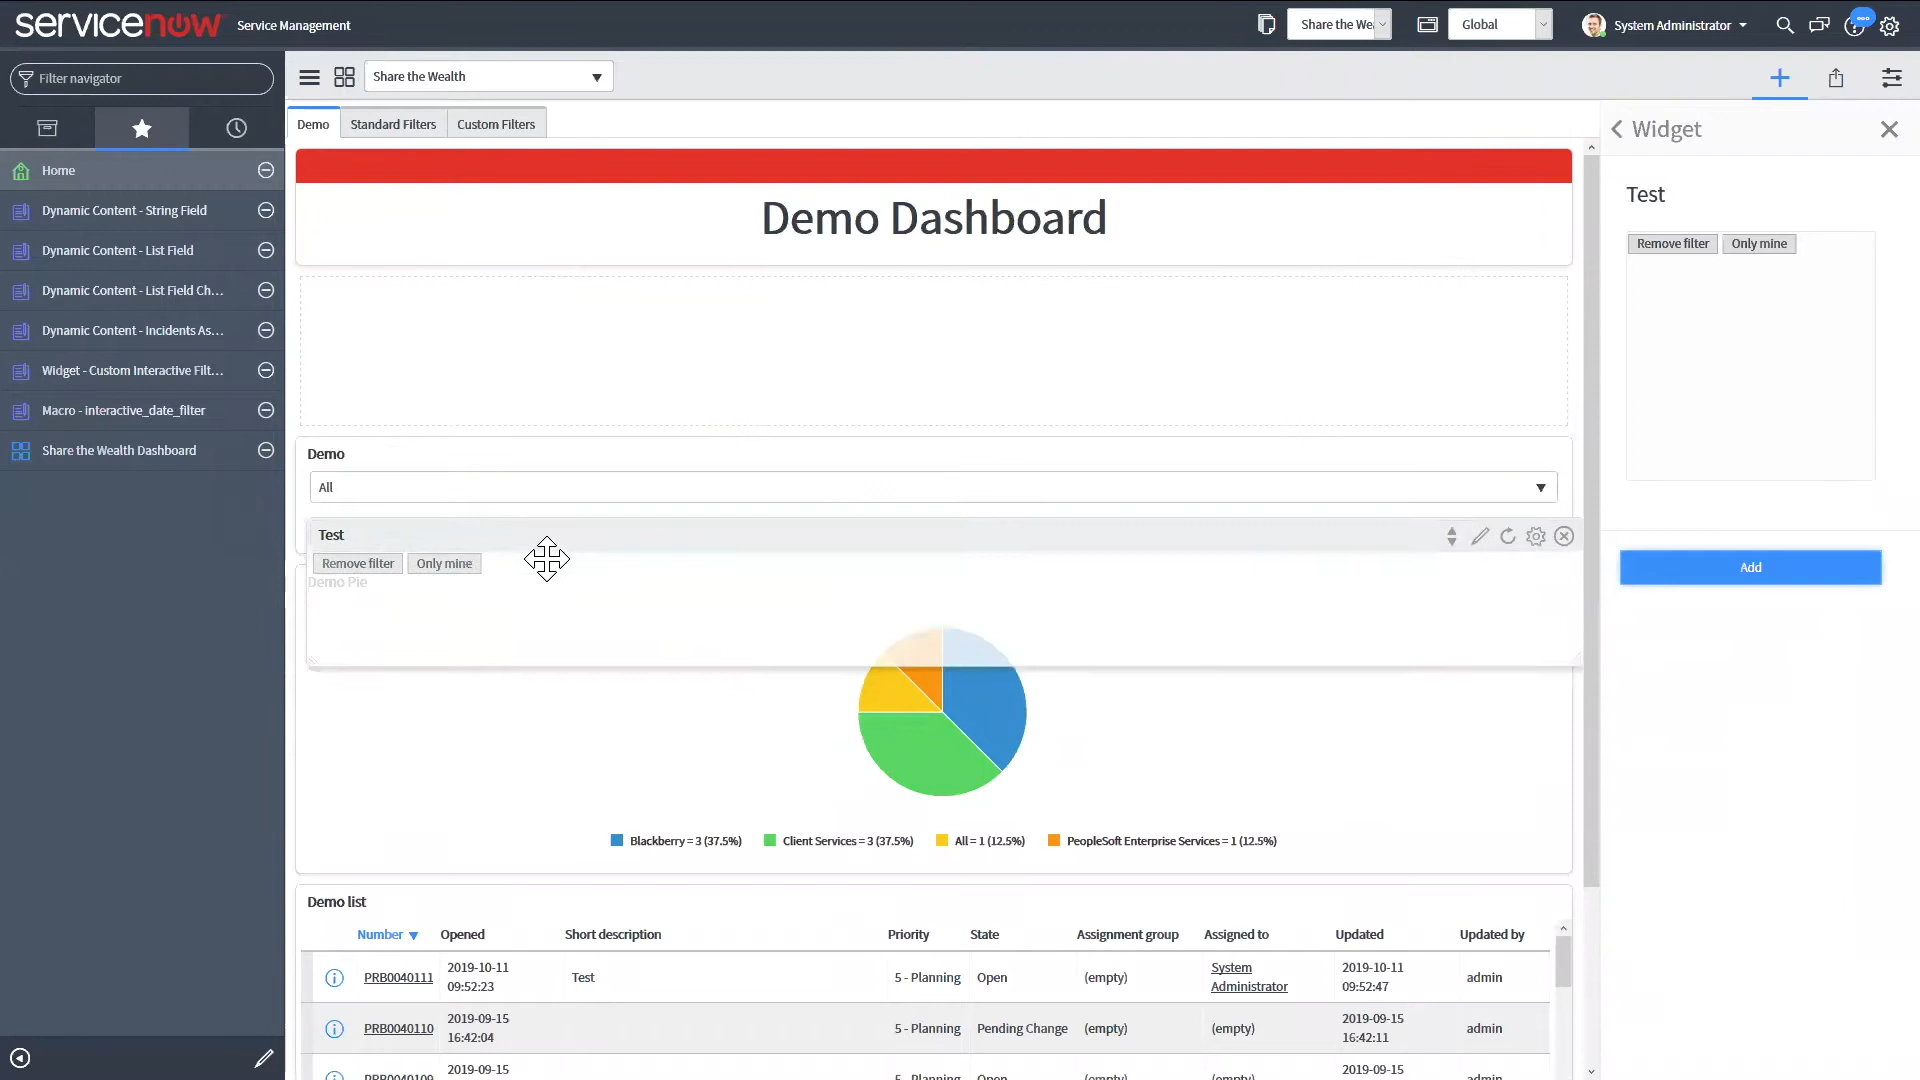 servicenow Service Management
Share the We
Global
System Administrator
Filter navigator
Share the Wealth
Home
Dynamic Content - String Field
Dynamic Content - List Field
Dynamic Content - List Field Ch...
Dynamic Content - Incidents As...
Widget - Custom Interactive Filt...
Macro - interactive_date_filter
Share the Wealth Dashboard
Demo Standard Filters Custom Filters
Demo Dashboard
Demo
All
Test
Remove filter Only mine
Demo Pie
Blackberry = 3 (37.5%) Client Services = 3 (37.5%) All = 1 (12.5%) PeopleSoft Enterprise Services = 1 (12.5%)
Demo list
Number Opened Short description Priority State Assignment group Assigned to Updated Updated by
PRB0040111 2019-10-11 09:52:23 Test 5 - Planning Open (empty) System Administrator 2019-10-11 09:52:47 admin
PRB0040110 2019-09-15 16:42:04 5 - Planning Pending Change (empty) (empty) 2019-09-15 16:42:11 admin
PRB0040109 2019-09-15 5 - Planning Open (empty) (empty) 2019-09-15 admin
Widget
Test
Remove filter Only mine
Add